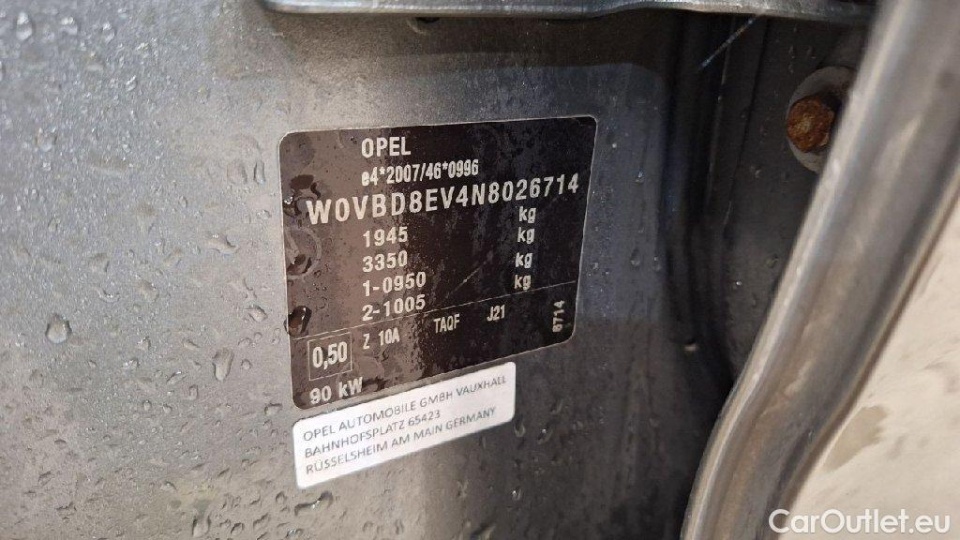 OPEL
e4*2007/46*0996
W0VBD8EV4N8026714
1945 kg
3350 kg
1-0950 kg
2-1005 kg
0,50 Z 10A TAQF J21 6714
90 kW
OPEL AUTOMOBILE GMBH VAUXHALL
BAHNHOFSPLATZ 65423
RÜSSELSHEIM AM MAIN GERMANY
CarOutlet.eu